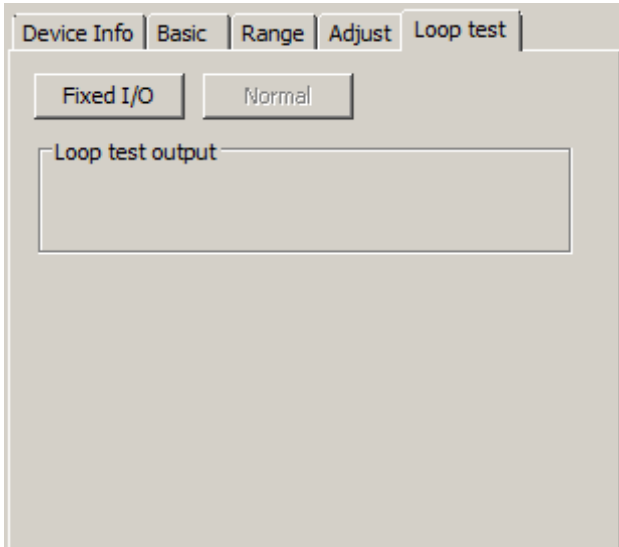 Device Info Basic Range Adjust Loop test
Fixed I/O Normal
Loop test output